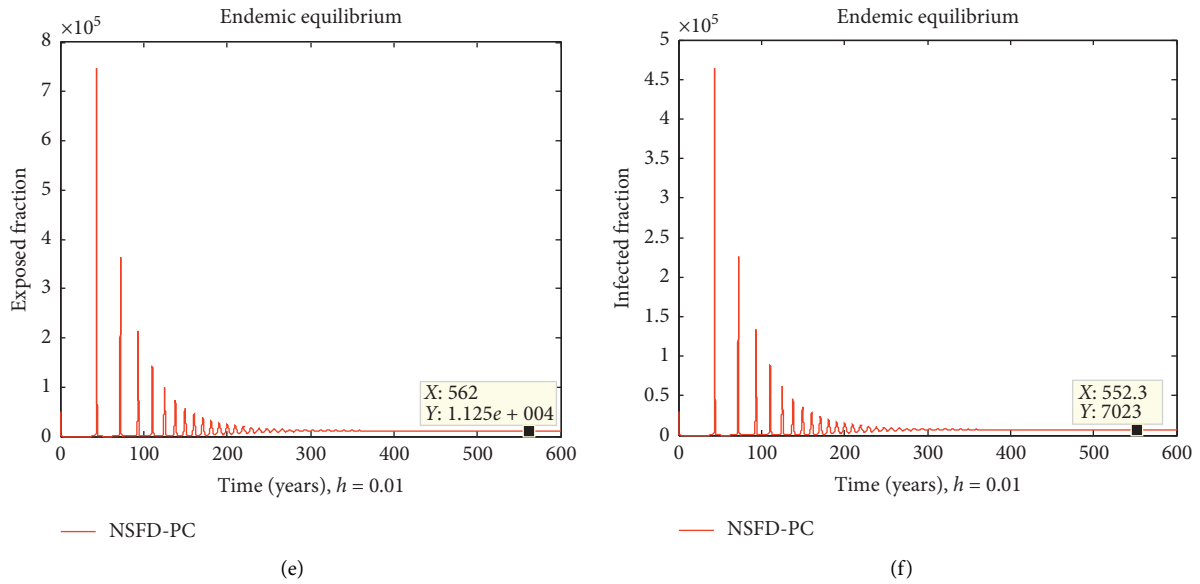 Endemic equilibrium
×10⁵
8
7
6
5
4
3
2
1
0
Exposed fraction
X: 562
Y: 1.125e + 004
0 100 200 300 400 500 600
Time (years), h = 0.01
NSFD-PC
(e)
Endemic equilibrium
×10⁵
5
4.5
4
3.5
3
2.5
2
1.5
1
0.5
0
Infected fraction
X: 552.3
Y: 7023
0 100 200 300 400 500 600
Time (years), h = 0.01
NSFD-PC
(f)